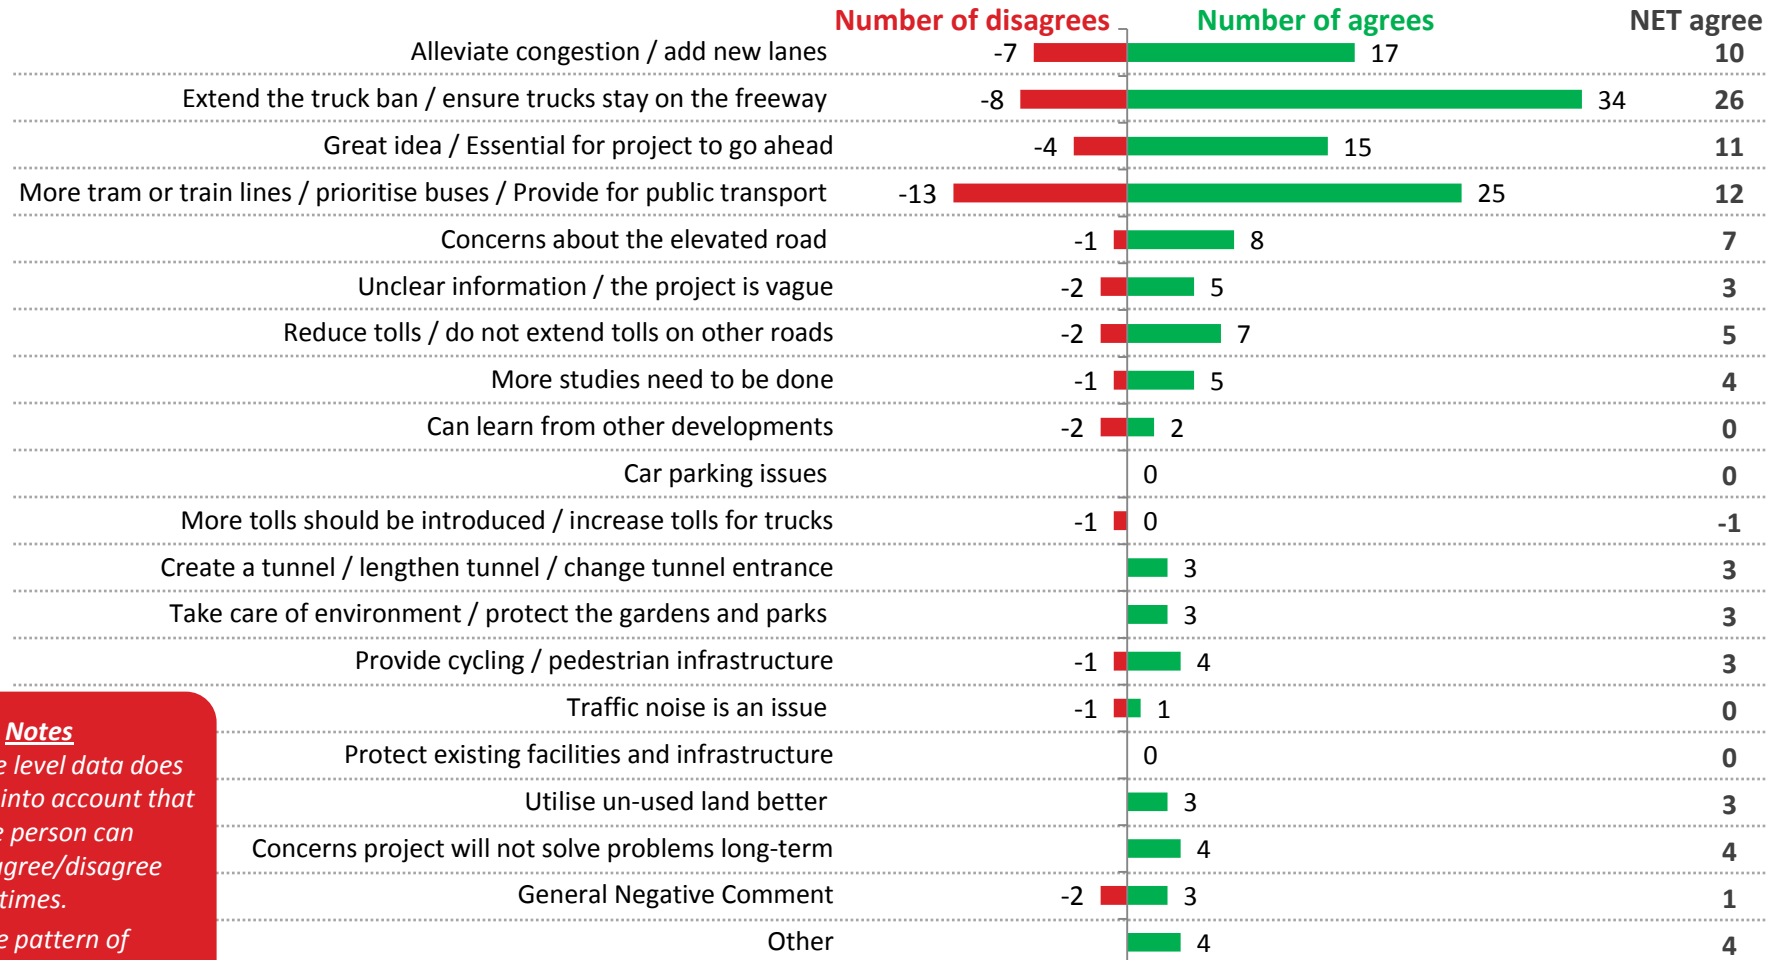 Number of disagrees Number of agrees NET agree
Alleviate congestion / add new lanes -7 17 10
Extend the truck ban / ensure trucks stay on the freeway -8 34 26
Great idea / Essential for project to go ahead -4 15 11
More tram or train lines / prioritise buses / Provide for public transport -13 25 12
Concerns about the elevated road -1 8 7
Unclear information / the project is vague -2 5 3
Reduce tolls / do not extend tolls on other roads -2 7 5
More studies need to be done -1 5 4
Can learn from other developments -2 2 0
Car parking issues 0 0
More tolls should be introduced / increase tolls for trucks -1 0 -1
Create a tunnel / lengthen tunnel / change tunnel entrance 3 3
Take care of environment / protect the gardens and parks 3 3
Provide cycling / pedestrian infrastructure -1 4 3
Traffic noise is an issue -1 1 0
Protect existing facilities and infrastructure 0 0
Utilise un-used land better 3 3
Concerns project will not solve problems long-term 4 4
General Negative Comment -2 3 1
Other 4 4
Notes
level data does
into account that
person can
agree/disagree
times.
pattern of